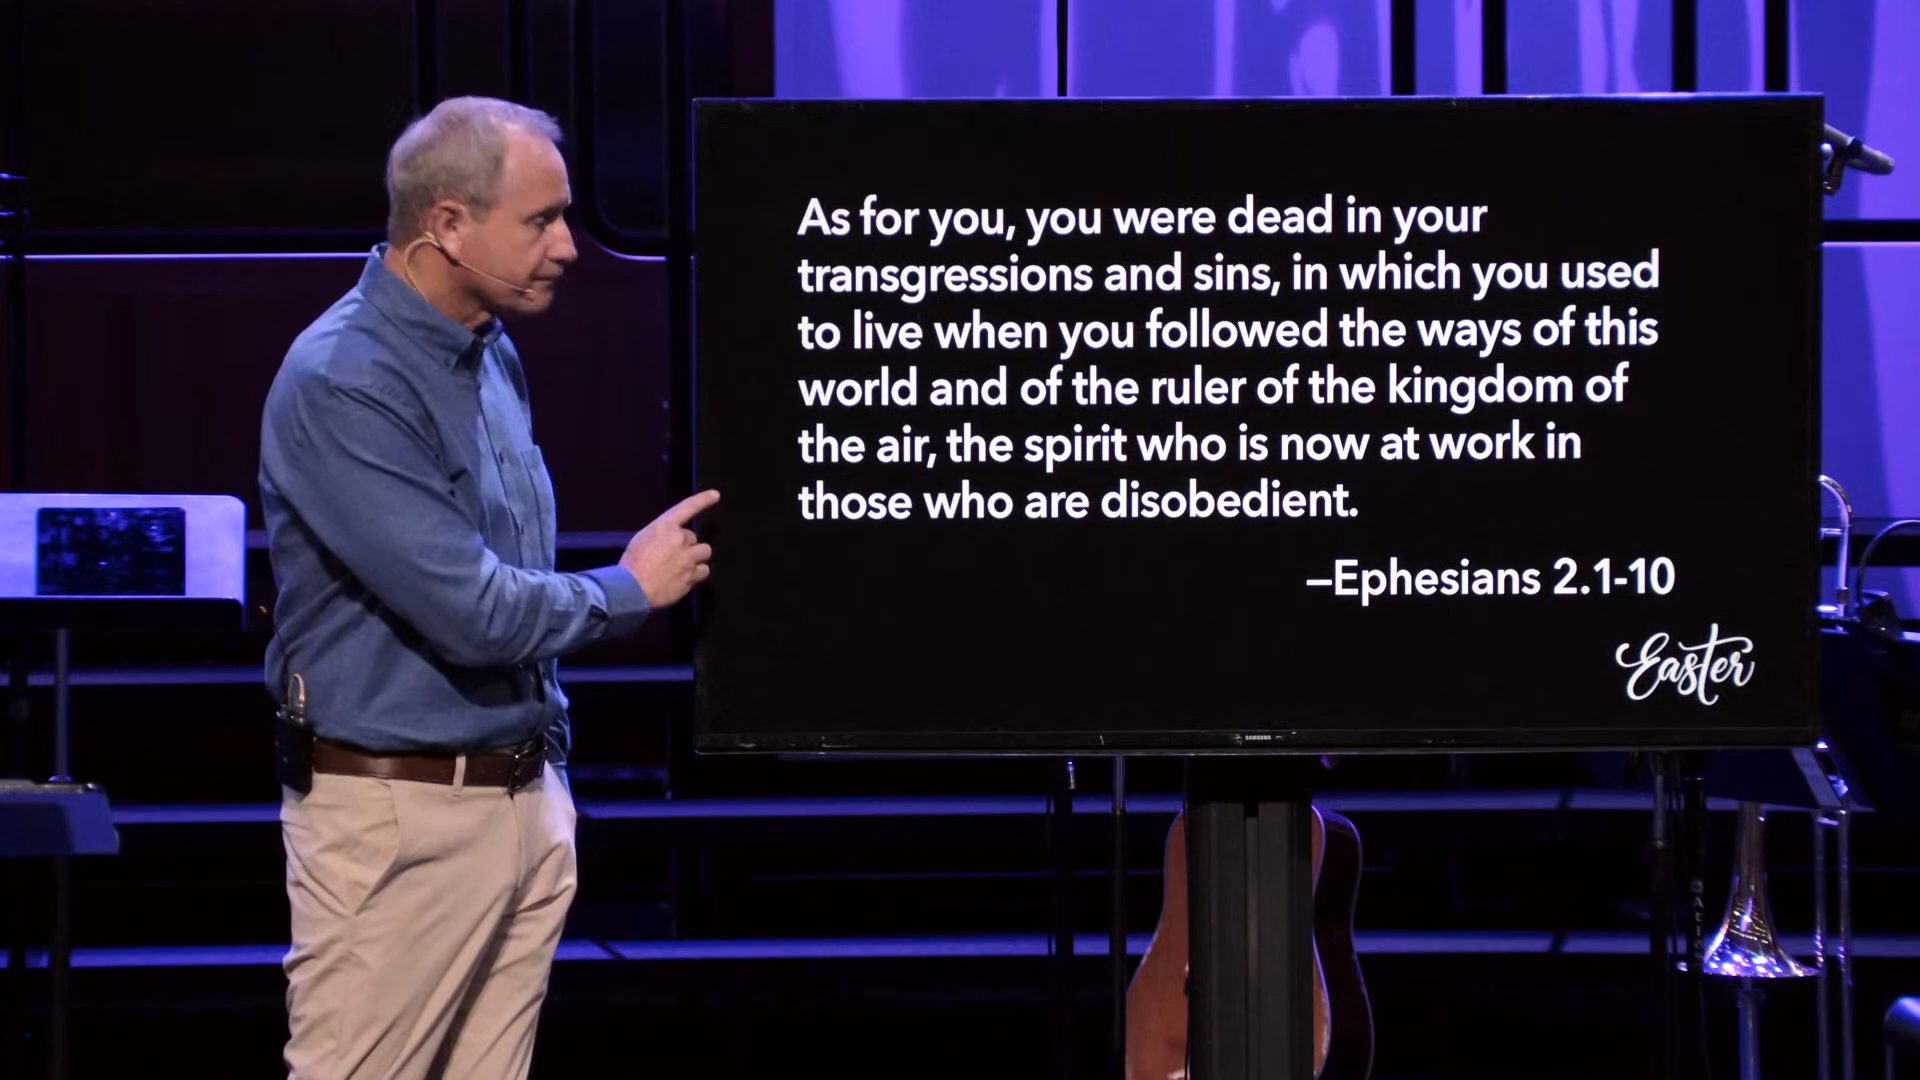 As for you, you were dead in your
transgressions and sins, in which you used
to live when you followed the ways of this
world and of the ruler of the kingdom of
the air, the spirit who is now at work in
those who are disobedient.
–Ephesians 2.1-10
Easter
SAMSUNG